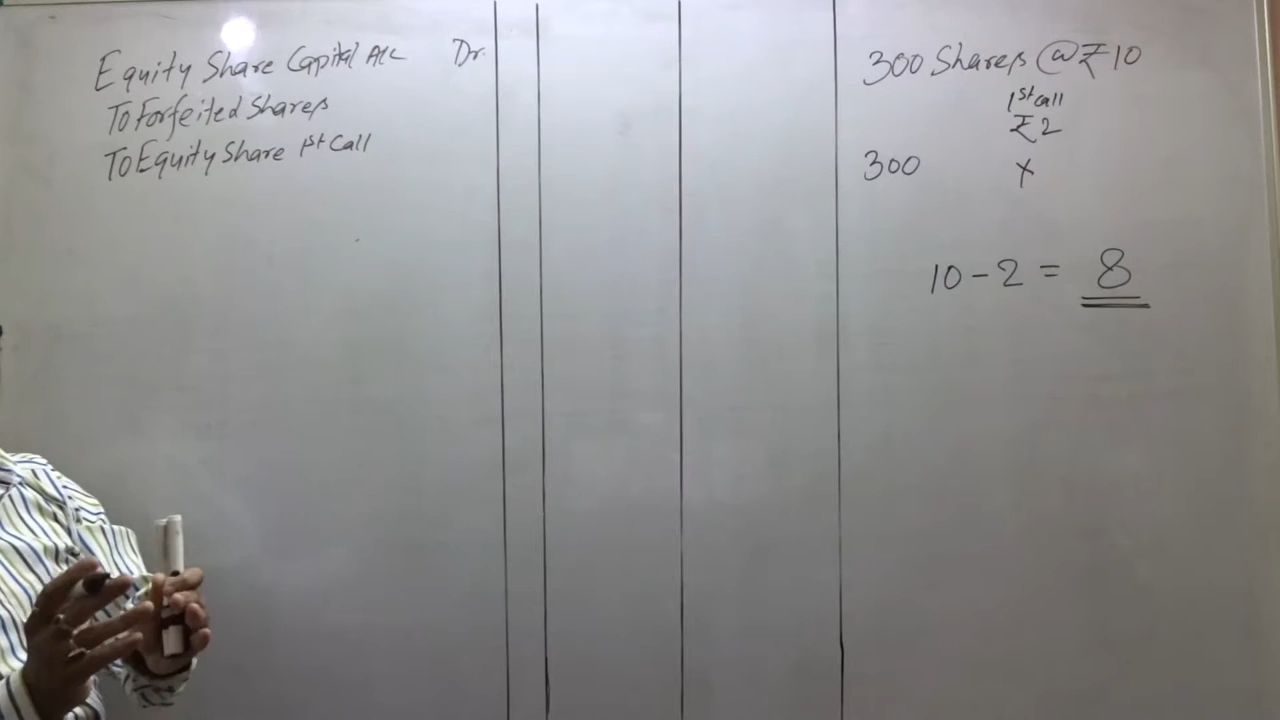 Equity Share Capital A/c Dr.
To Forfeited Shares
To Equity Share 1st Call
300 Shares @ ₹10
1st call
₹2
300 X
10 - 2 = 8